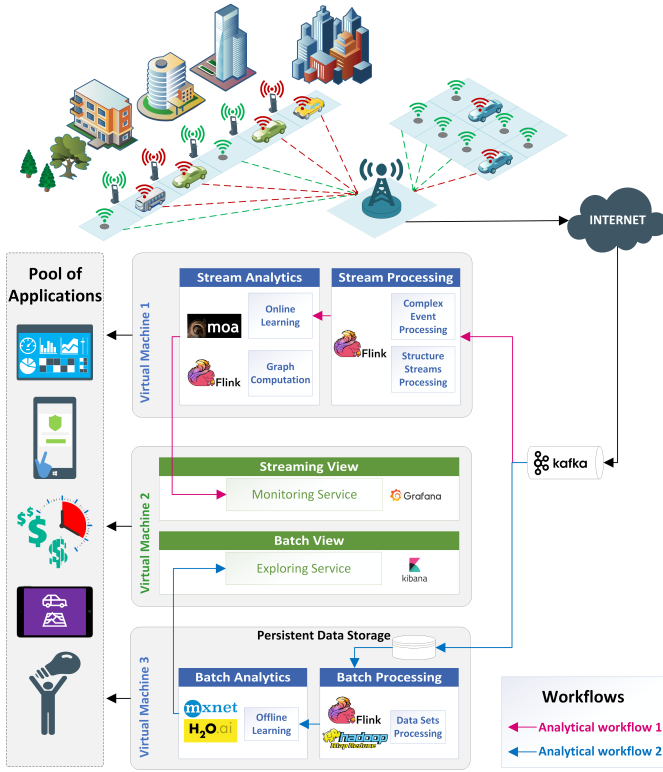 INTERNET
Pool of
Applications
Virtual Machine 1
Stream Analytics
Online
Learning
moa
Flink
Graph
Computation
Stream Processing
Complex
Event
Processing
Flink
Structure
Streams
Processing
kafka
Virtual Machine 2
Streaming View
Monitoring Service
Grafana
Batch View
Exploring Service
kibana
Virtual Machine 3
Persistent Data Storage
Batch Analytics
mxnet
H2O.ai
Offline
Learning
Batch Processing
Flink
hadoop
Map Reduce
Data Sets
Processing
Workflows
Analytical workflow 1
Analytical workflow 2